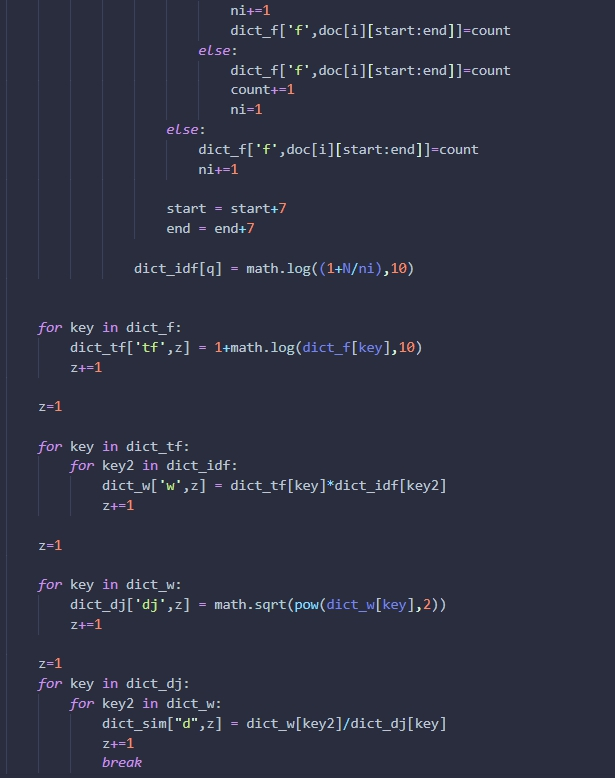 ni+=1
dict_f['f',doc[i][start:end]]=count
else:
dict_f['f',doc[i][start:end]]=count
count+=1
ni=1
else:
dict_f['f',doc[i][start:end]]=count
ni+=1
start = start+7
end = end+7
dict_idf[q] = math.log((1+N/ni),10)
for key in dict_f:
dict_tf['tf',z] = 1+math.log(dict_f[key],10)
z+=1
z=1
for key in dict_tf:
for key2 in dict_idf:
dict_w['w',z] = dict_tf[key]*dict_idf[key2]
z+=1
z=1
for key in dict_w:
dict_dj['dj',z] = math.sqrt(pow(dict_w[key],2))
z+=1
z=1
for key in dict_dj:
for key2 in dict_w:
dict_sim["d",z] = dict_w[key2]/dict_dj[key]
z+=1
break